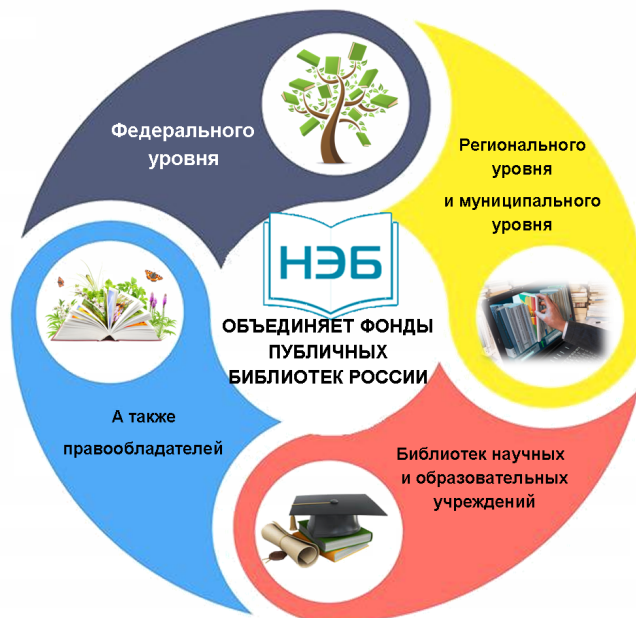 Федерального
уровня
Регионального
уровня
и муниципального
уровня
НЭБ
ОБЪЕДИНЯЕТ ФОНДЫ
ПУБЛИЧНЫХ
БИБЛИОТЕК РОССИИ
А также
правообладателей
Библиотек научных
и образовательных
учреждений